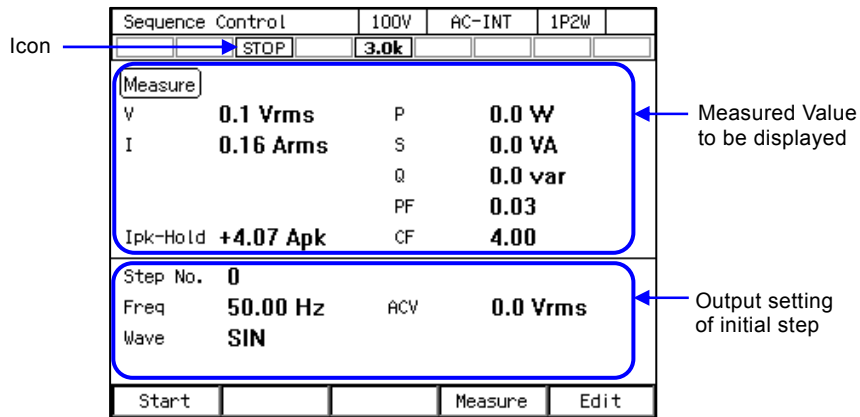 Sequence Control 100V AC-INT 1P2W
Icon STOP 3.0k
Measure
V 0.1 Vrms P 0.0 W
I 0.16 Arms S 0.0 VA
Q 0.0 var
PF 0.03
Ipk-Hold +4.07 Apk CF 4.00
Measured Value
to be displayed
Step No. 0
Freq 50.00 Hz ACV 0.0 Vrms
Wave SIN
Output setting
of initial step
Start Measure Edit